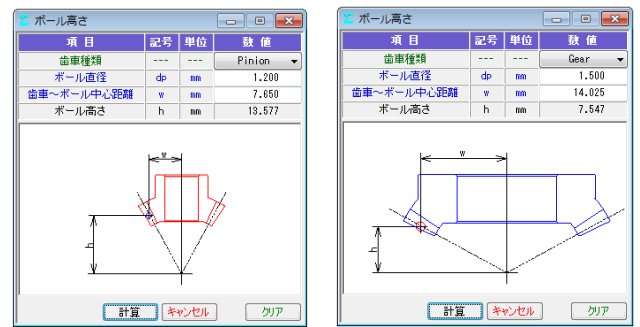 ボール高さ
項 目 記号 単位 数 値
歯車種類 --- --- Pinion
ボール直径 dp mm 1.200
歯車～ボール中心距離 w mm 7.650
ボール高さ h mm 13.577
w
h
計算 キャンセル クリア
ボール高さ
項 目 記号 単位 数 値
歯車種類 --- --- Gear
ボール直径 dp mm 1.500
歯車～ボール中心距離 w mm 14.025
ボール高さ h mm 7.547
w
h
計算 キャンセル クリア